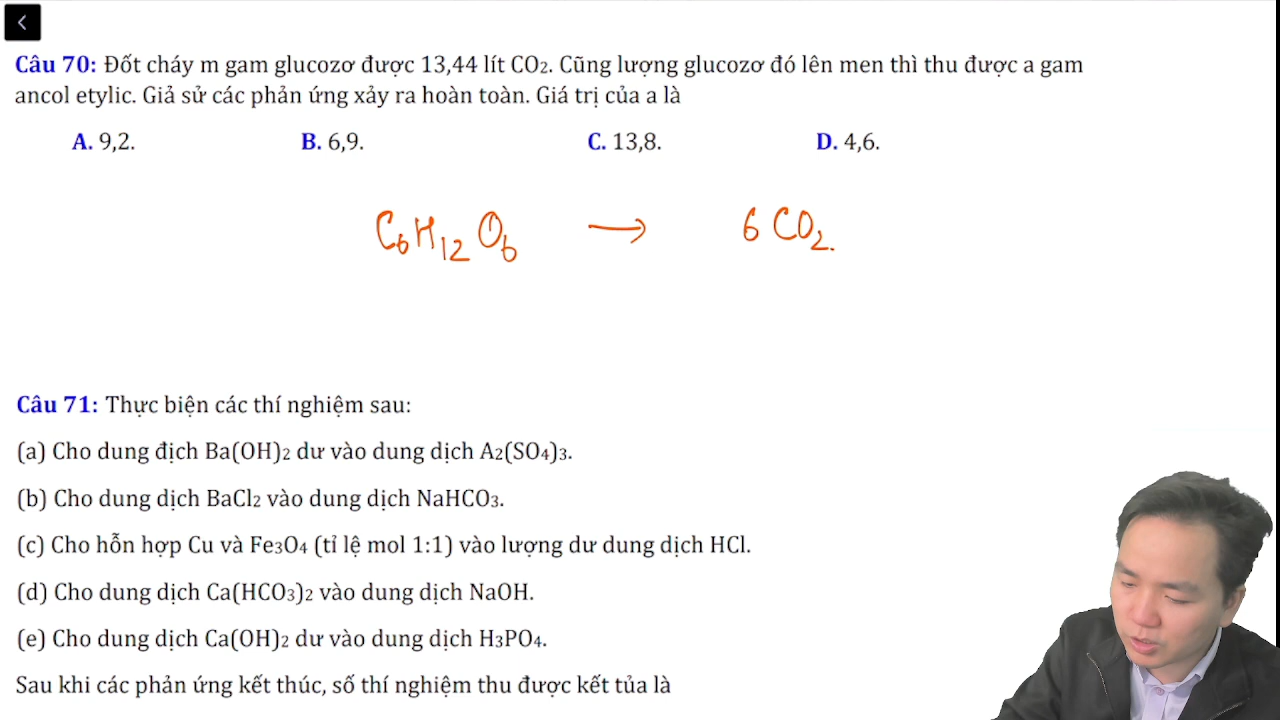 Câu 70: Đốt cháy m gam glucozơ được 13,44 lít CO₂. Cũng lượng glucozơ đó lên men thì thu được a gam
ancol etylic. Giả sử các phản ứng xảy ra hoàn toàn. Giá trị của a là
A. 9,2. B. 6,9. C. 13,8. D. 4,6.
C₆H₁₂O₆ → 6CO₂.
Câu 71: Thực biện các thí nghiệm sau:
(a) Cho dung địch Ba(OH)₂ dư vào dung dịch A₂(SO₄)₃.
(b) Cho dung dịch BaCl₂ vào dung dịch NaHCO₃.
(c) Cho hỗn hợp Cu và Fe₃O₄ (tỉ lệ mol 1:1) vào lượng dư dung dịch HCl.
(d) Cho dung dịch Ca(HCO₃)₂ vào dung dịch NaOH.
(e) Cho dung dịch Ca(OH)₂ dư vào dung dịch H₃PO₄.
Sau khi các phản ứng kết thúc, số thí nghiệm thu được kết tủa là